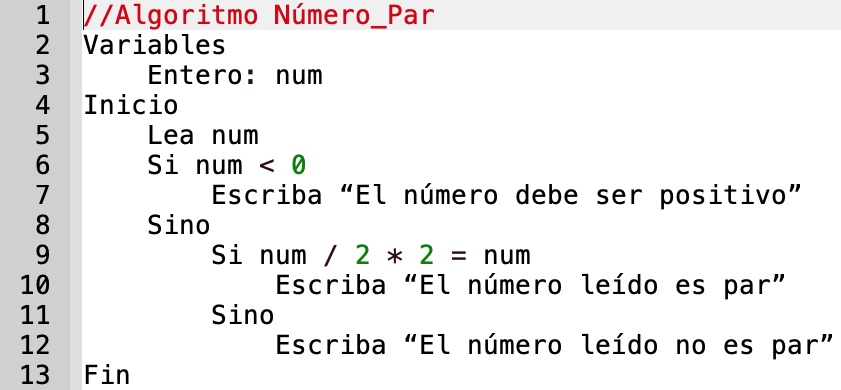 1 //Algoritmo Número_Par
2 Variables
3     Entero: num
4 Inicio
5     Lea num
6     Si num < 0
7         Escriba “El número debe ser positivo”
8     Sino
9         Si num / 2 * 2 = num
10             Escriba “El número leído es par”
11         Sino
12             Escriba “El número leído no es par”
13 Fin